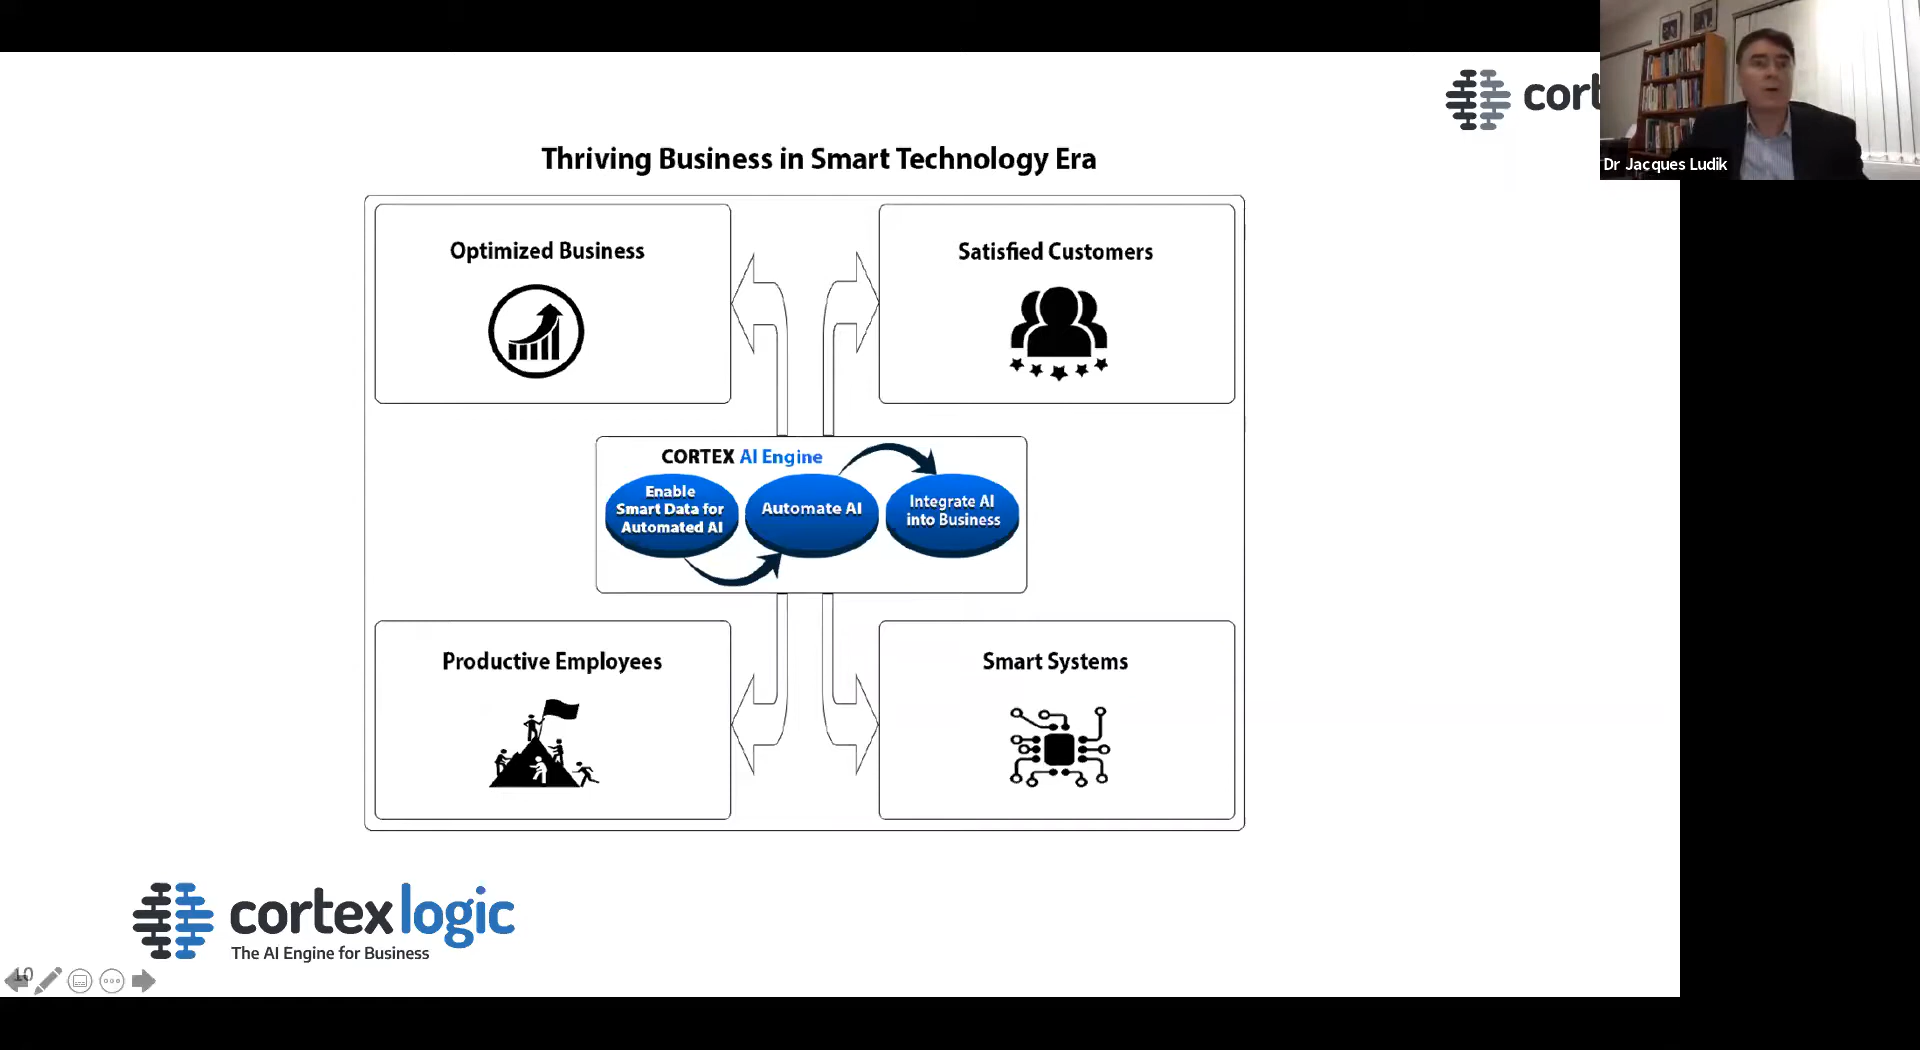 cort
Dr Jacques Ludik
Thriving Business in Smart Technology Era
Optimized Business
Satisfied Customers
CORTEX AI Engine
Enable
Smart Data for
Automated AI
Automate AI
Integrate AI
into Business
Productive Employees
Smart Systems
cortexlogic
The AI Engine for Business
10